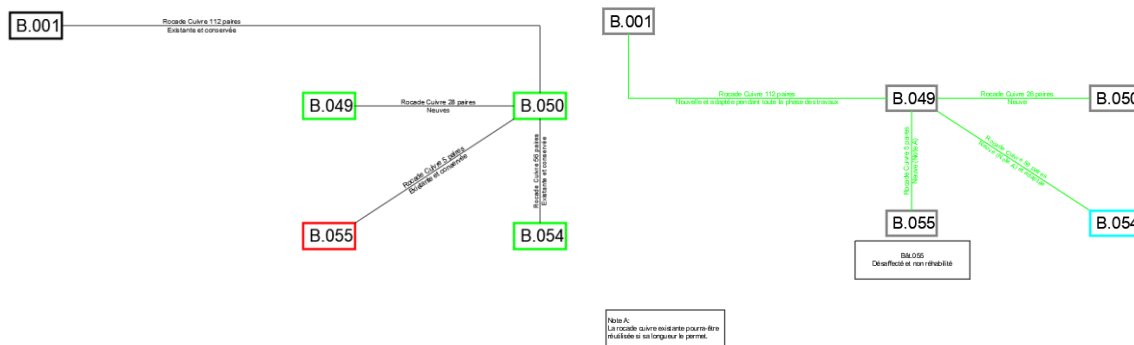 B.001
Rocade Cuivre 112 paires
Existante et conservée
B.049
Rocade Cuivre 28 paires
Neuves
B.050
Rocade Cuivre 5 paires
Existante et conservée
Rocade Cuivre 56 paires
Existante et conservée
B.055
B.054
B.001
Rocade Cuivre 112 paires
Nouvelle et adaptée pendant toute la phase des travaux
B.049
Rocade Cuivre 28 paires
Neuve
B.050
Rocade Cuivre 5 paires
Neuve (Note A)
Rocade Cuivre 56 paires
Neuve (Note A) et adaptée
B.055
B.054
Bât.055
Désaffecté et non réhabilité
Note A:
La rocade cuivre existante pourra être
réutilisée si sa longueur le permet.